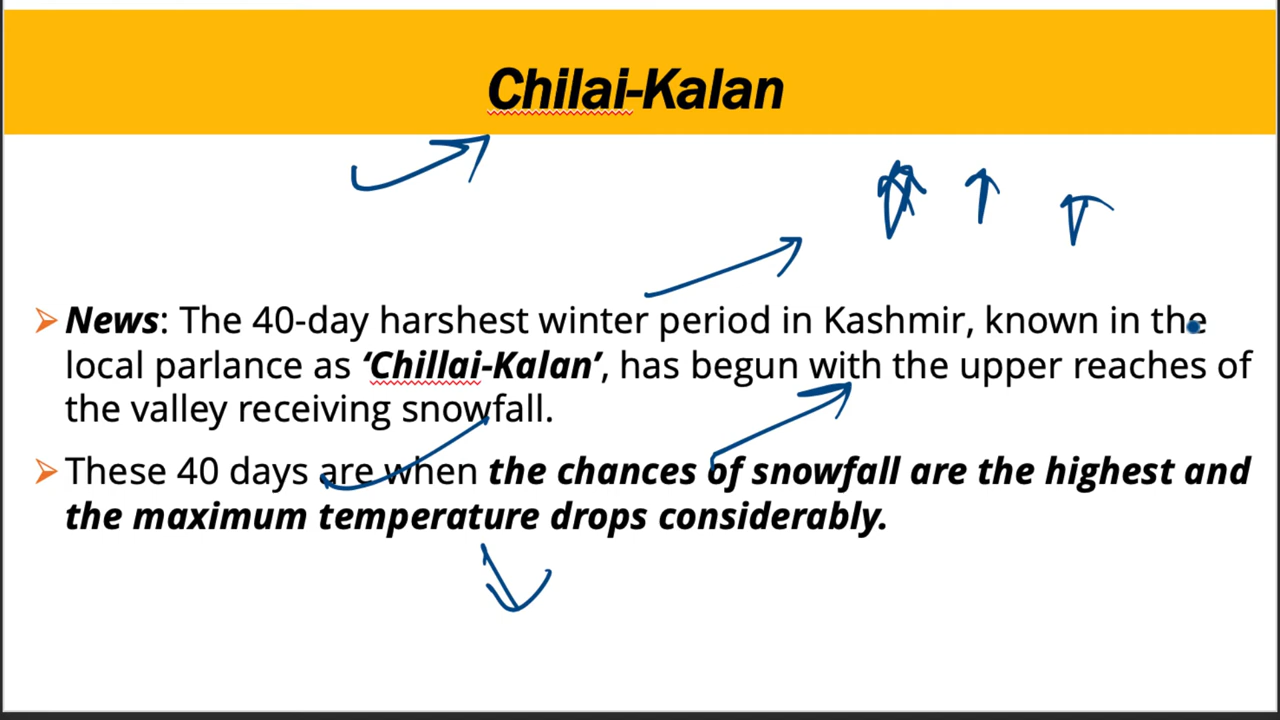 Chilai-Kalan
News: The 40-day harshest winter period in Kashmir, known in the
local parlance as ‘Chillai-Kalan’, has begun with the upper reaches of
the valley receiving snowfall.
These 40 days are when the chances of snowfall are the highest and
the maximum temperature drops considerably.